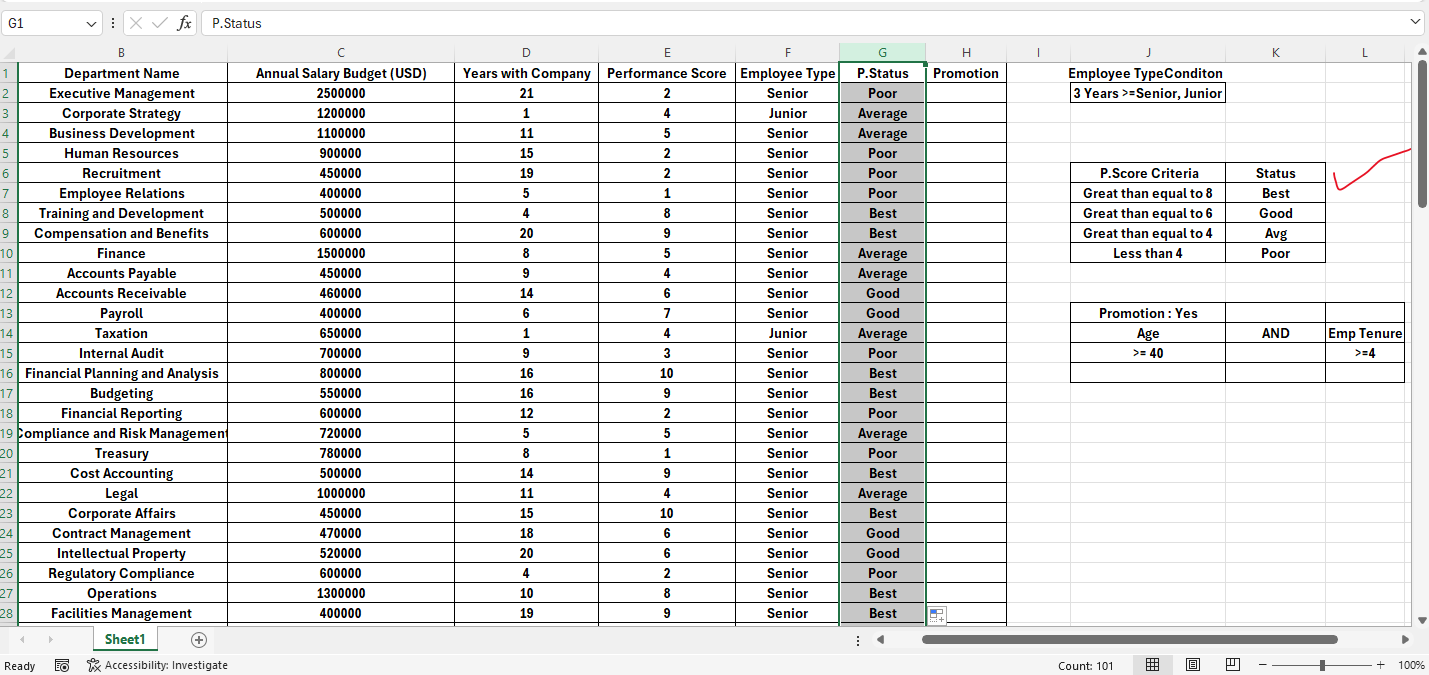 G1 fx P.Status
B C D E F G H I J K L
1 Department Name Annual Salary Budget (USD) Years with Company Performance Score Employee Type P.Status Promotion Employee TypeConditon
2 Executive Management 2500000 21 2 Senior Poor 3 Years >=Senior, Junior
3 Corporate Strategy 1200000 1 4 Junior Average
4 Business Development 1100000 11 5 Senior Average
5 Human Resources 900000 15 2 Senior Poor
6 Recruitment 450000 19 2 Senior Poor P.Score Criteria Status
7 Employee Relations 400000 5 1 Senior Poor Great than equal to 8 Best
8 Training and Development 500000 4 8 Senior Best Great than equal to 6 Good
9 Compensation and Benefits 600000 20 9 Senior Best Great than equal to 4 Avg
10 Finance 1500000 8 5 Senior Average Less than 4 Poor
11 Accounts Payable 450000 9 4 Senior Average
12 Accounts Receivable 460000 14 6 Senior Good
13 Payroll 400000 6 7 Senior Good Promotion : Yes
14 Taxation 650000 1 4 Junior Average Age AND Emp Tenure
15 Internal Audit 700000 9 3 Senior Poor >= 40 >=4
16 Financial Planning and Analysis 800000 16 10 Senior Best
17 Budgeting 550000 16 9 Senior Best
18 Financial Reporting 600000 12 2 Senior Poor
19 Compliance and Risk Management 720000 5 5 Senior Average
20 Treasury 780000 8 1 Senior Poor
21 Cost Accounting 500000 14 9 Senior Best
22 Legal 1000000 11 4 Senior Average
23 Corporate Affairs 450000 15 10 Senior Best
24 Contract Management 470000 18 6 Senior Good
25 Intellectual Property 520000 20 6 Senior Good
26 Regulatory Compliance 600000 4 2 Senior Poor
27 Operations 1300000 10 8 Senior Best
28 Facilities Management 400000 19 9 Senior Best
Sheet1
Ready Accessibility: Investigate Count: 101 100%